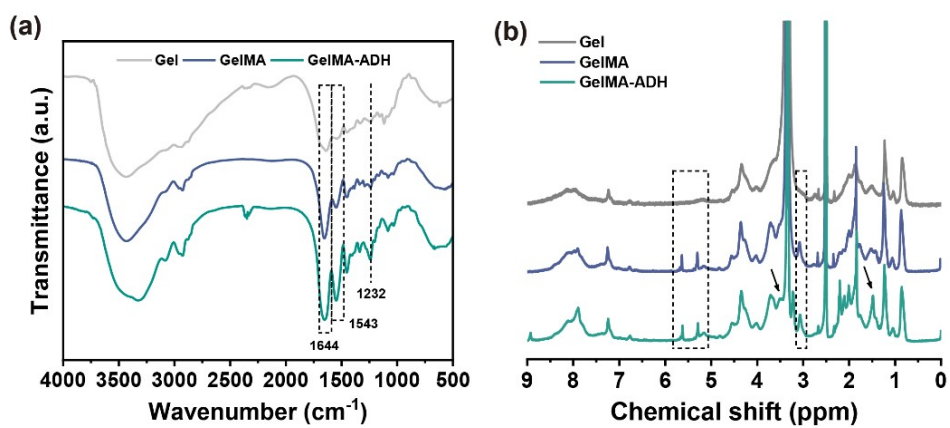 (a)
Gel GelMA GelMA-ADH
1232
1543
1644
Transmittance (a.u.)
4000 3500 3000 2500 2000 1500 1000 500
Wavenumber (cm-1)
(b)
Gel
GelMA
GelMA-ADH
9 8 7 6 5 4 3 2 1 0
Chemical shift (ppm)